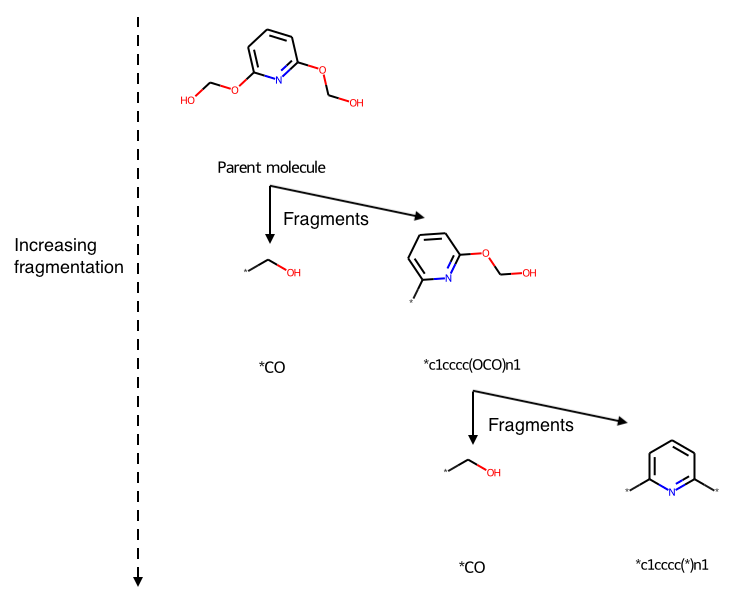 N
O
O
HO
OH
Parent molecule
Fragments
Increasing
fragmentation
* OH
O
N
OH
*
*CO
*c1cccc(OCO)n1
Fragments
* OH
* N *
*CO
*c1cccc(*)n1